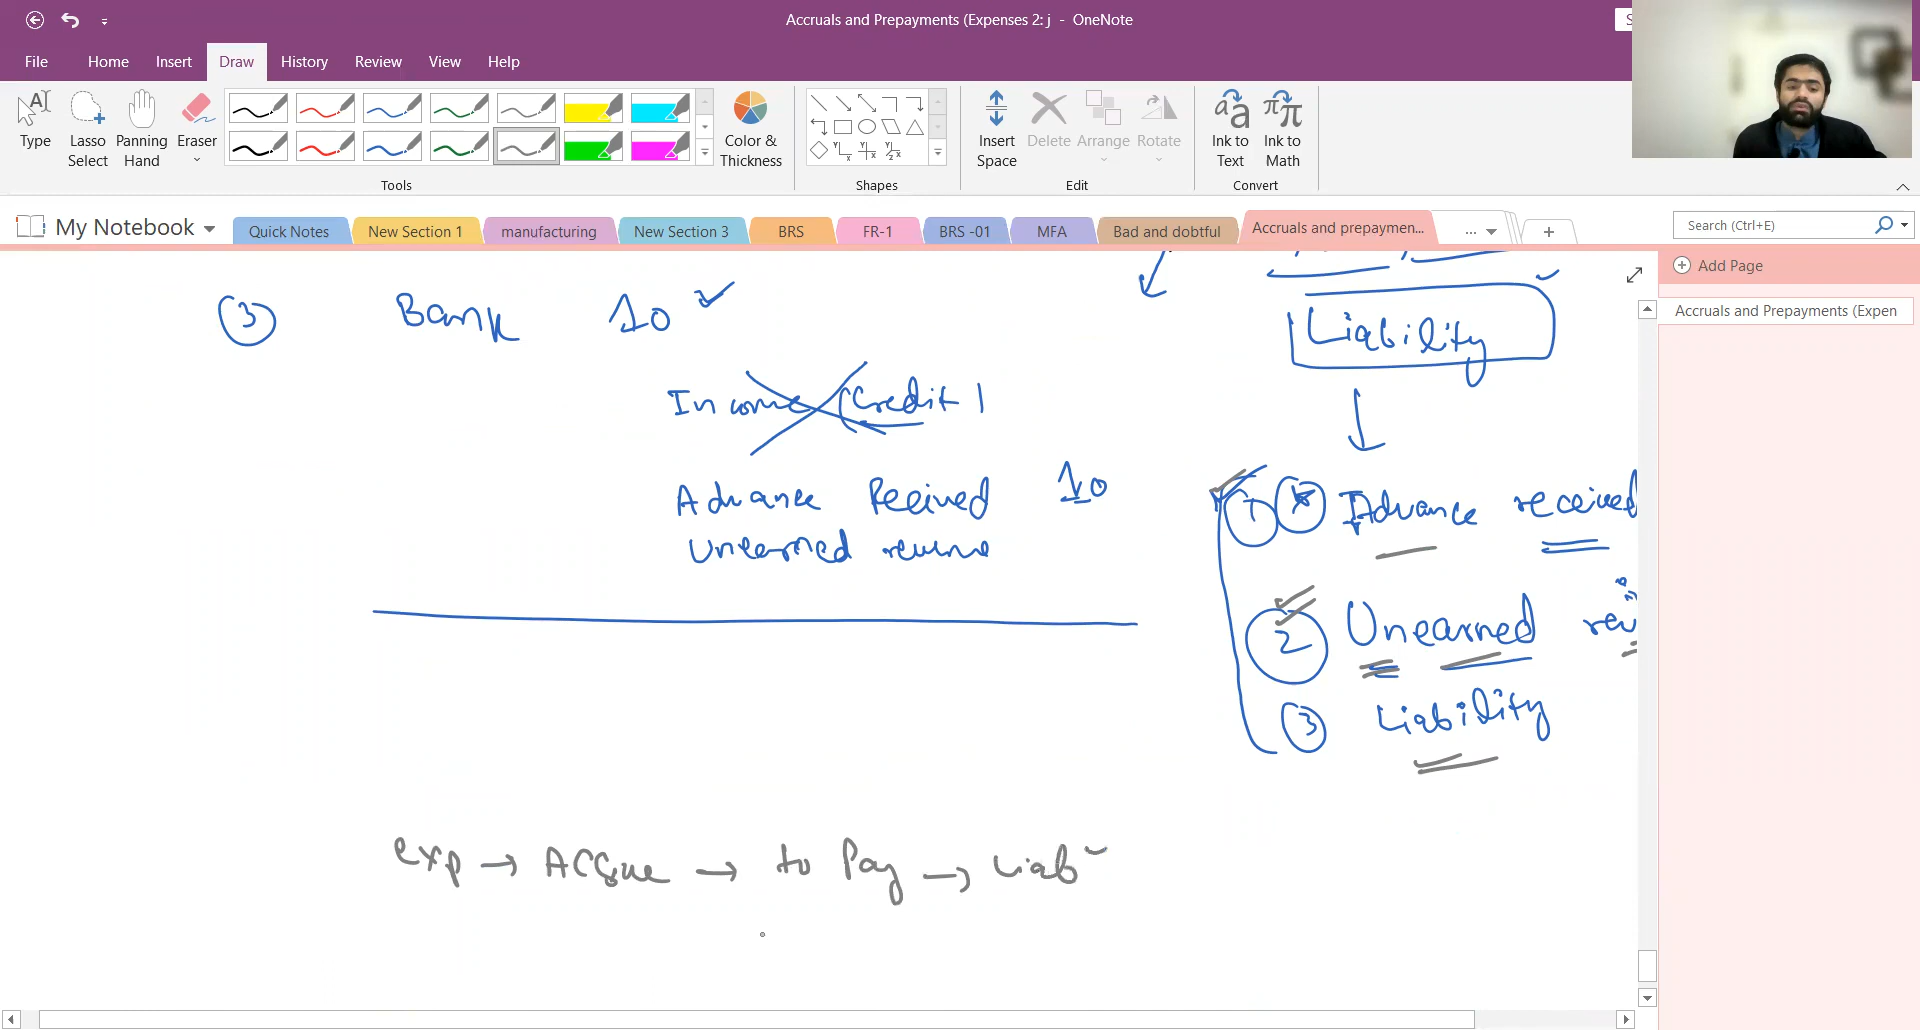 Accruals and Prepayments (Expenses 2: j - OneNote
File Home Insert Draw History Review View Help
Type
Lasso Select
Panning Hand
Eraser
Color & Thickness
Insert Space
Delete
Arrange
Rotate
Ink to Text
Ink to Math
Tools
Shapes
Edit
Convert
My Notebook
Quick Notes
New Section 1
manufacturing
New Section 3
BRS
FR-1
BRS -01
MFA
Bad and doubtful
Accruals and prepaymen...
...
Search (Ctrl+E)
Add Page
Accruals and Prepayments (Expen
3 Bank 10
Income (Credit)
Advance Received 10
Unearned revenue
Liability
1 Advance received
2 Unearned rev
3 Liability
exp → Accrue → to Pay → Liab